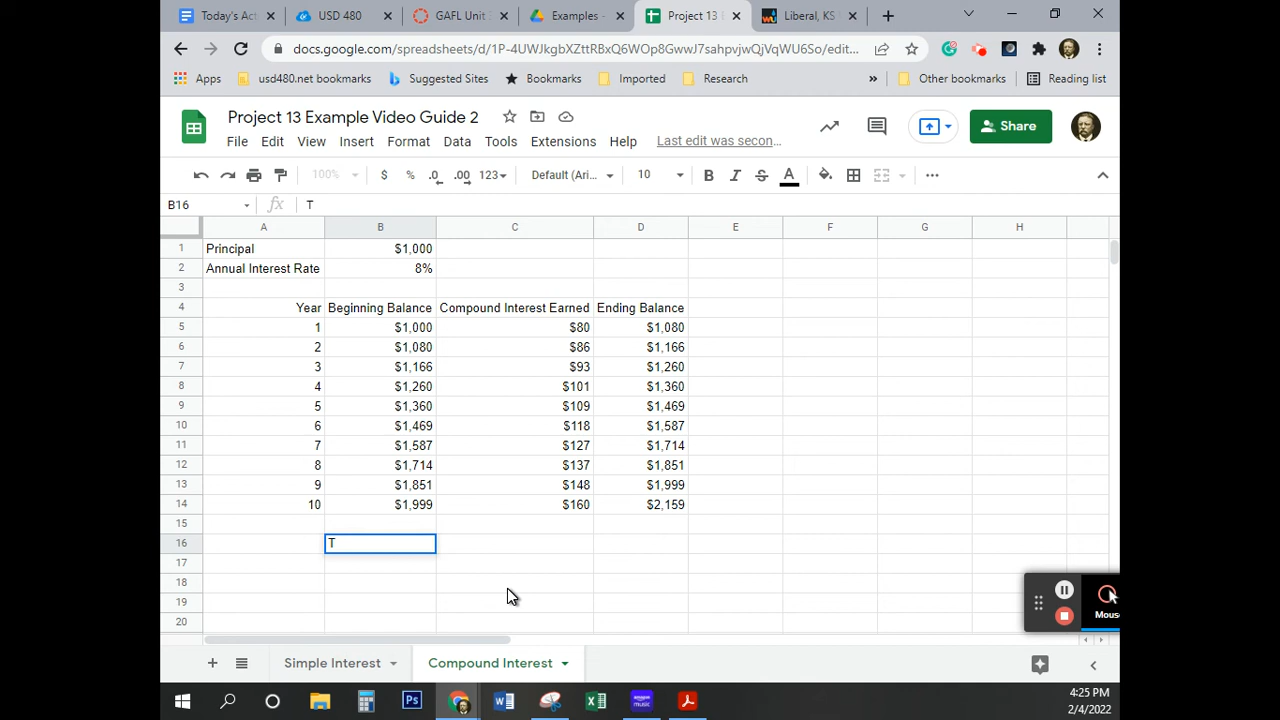 Today's Act
USD 480
GAFL Unit
Examples -
Project 13
Liberal, KS
docs.google.com/spreadsheets/d/1P-4UWJkgbXZttRBxQ6WOp8GwwJ7sahpvjwQjVqWU6So/edit...
Apps
usd480.net bookmarks
Suggested Sites
Bookmarks
Imported
Research
»
Other bookmarks
Reading list
Project 13 Example Video Guide 2
File Edit View Insert Format Data Tools Extensions Help Last edit was secon...
Share
100% $ % .0 .00 123 Default (Ari... 10 B I S A ...
B16 fx T
A B C D E F G H
1 Principal $1,000
2 Annual Interest Rate 8%
3
4 Year Beginning Balance Compound Interest Earned Ending Balance
5 1 $1,000 $80 $1,080
6 2 $1,080 $86 $1,166
7 3 $1,166 $93 $1,260
8 4 $1,260 $101 $1,360
9 5 $1,360 $109 $1,469
10 6 $1,469 $118 $1,587
11 7 $1,587 $127 $1,714
12 8 $1,714 $137 $1,851
13 9 $1,851 $148 $1,999
14 10 $1,999 $160 $2,159
15
16 T
17
18
19
20
Mous
Simple Interest Compound Interest
Ps W X D amazon music
4:25 PM
2/4/2022